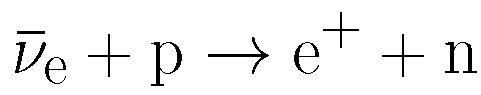 ν̄ₑ + p → e⁺ + n